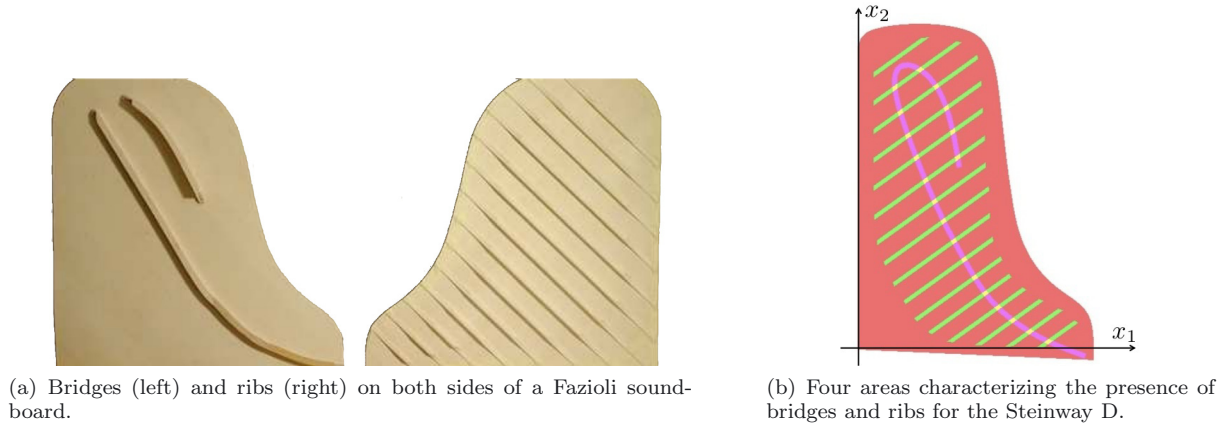 x₂
x₁
(a) Bridges (left) and ribs (right) on both sides of a Fazioli sound-
board.
(b) Four areas characterizing the presence of
bridges and ribs for the Steinway D.